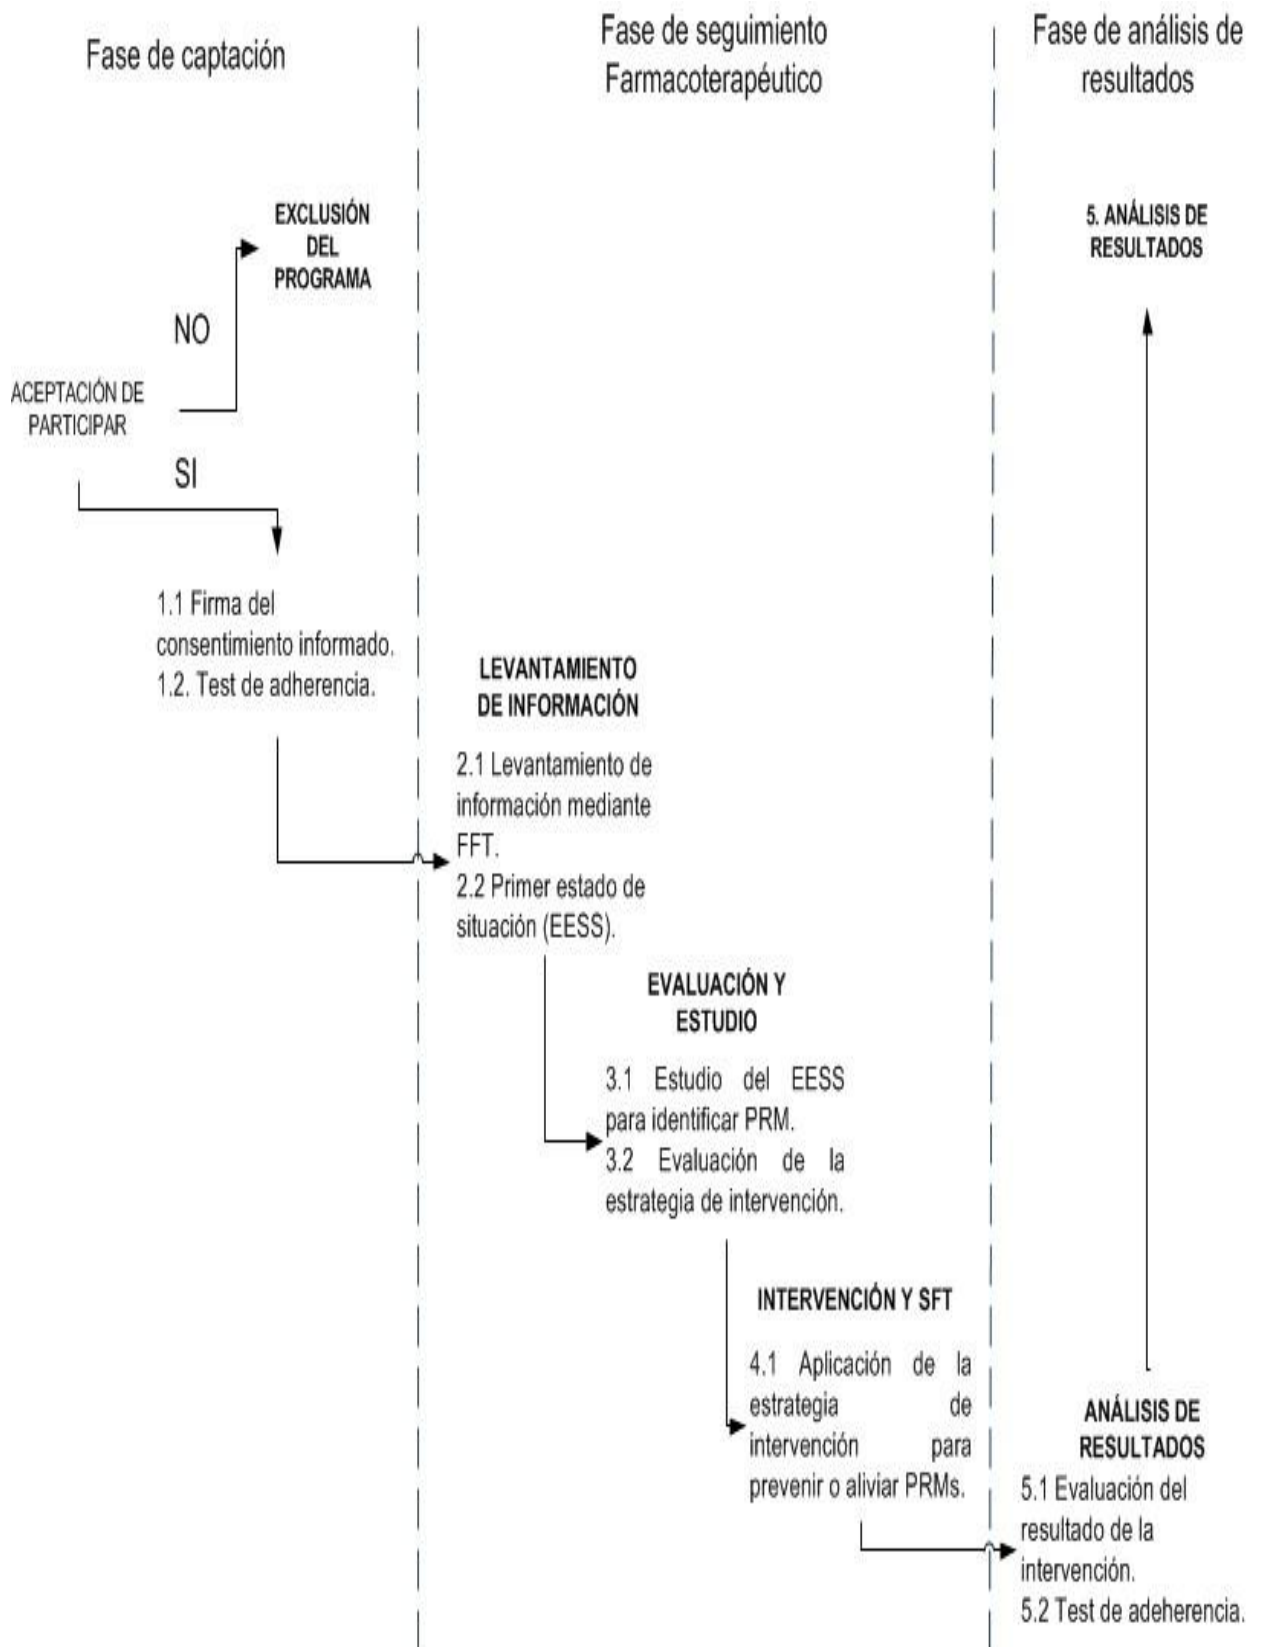 Fase de captación
Fase de seguimiento
Farmacoterapéutico
Fase de análisis de
resultados
EXCLUSIÓN
DEL
PROGRAMA
NO
ACEPTACIÓN DE
PARTICIPAR
SI
1.1 Firma del
consentimiento informado.
1.2. Test de adherencia.
LEVANTAMIENTO
DE INFORMACIÓN
2.1 Levantamiento de
información mediante
FFT.
2.2 Primer estado de
situación (EESS).
EVALUACIÓN Y
ESTUDIO
3.1 Estudio del EESS
para identificar PRM.
3.2 Evaluación de la
estrategia de intervención.
INTERVENCIÓN Y SFT
4.1 Aplicación de la
estrategia de
intervención para
prevenir o aliviar PRMs.
ANÁLISIS DE
RESULTADOS
5.1 Evaluación del
resultado de la
intervención.
5.2 Test de adeherencia.
5. ANÁLISIS DE
RESULTADOS